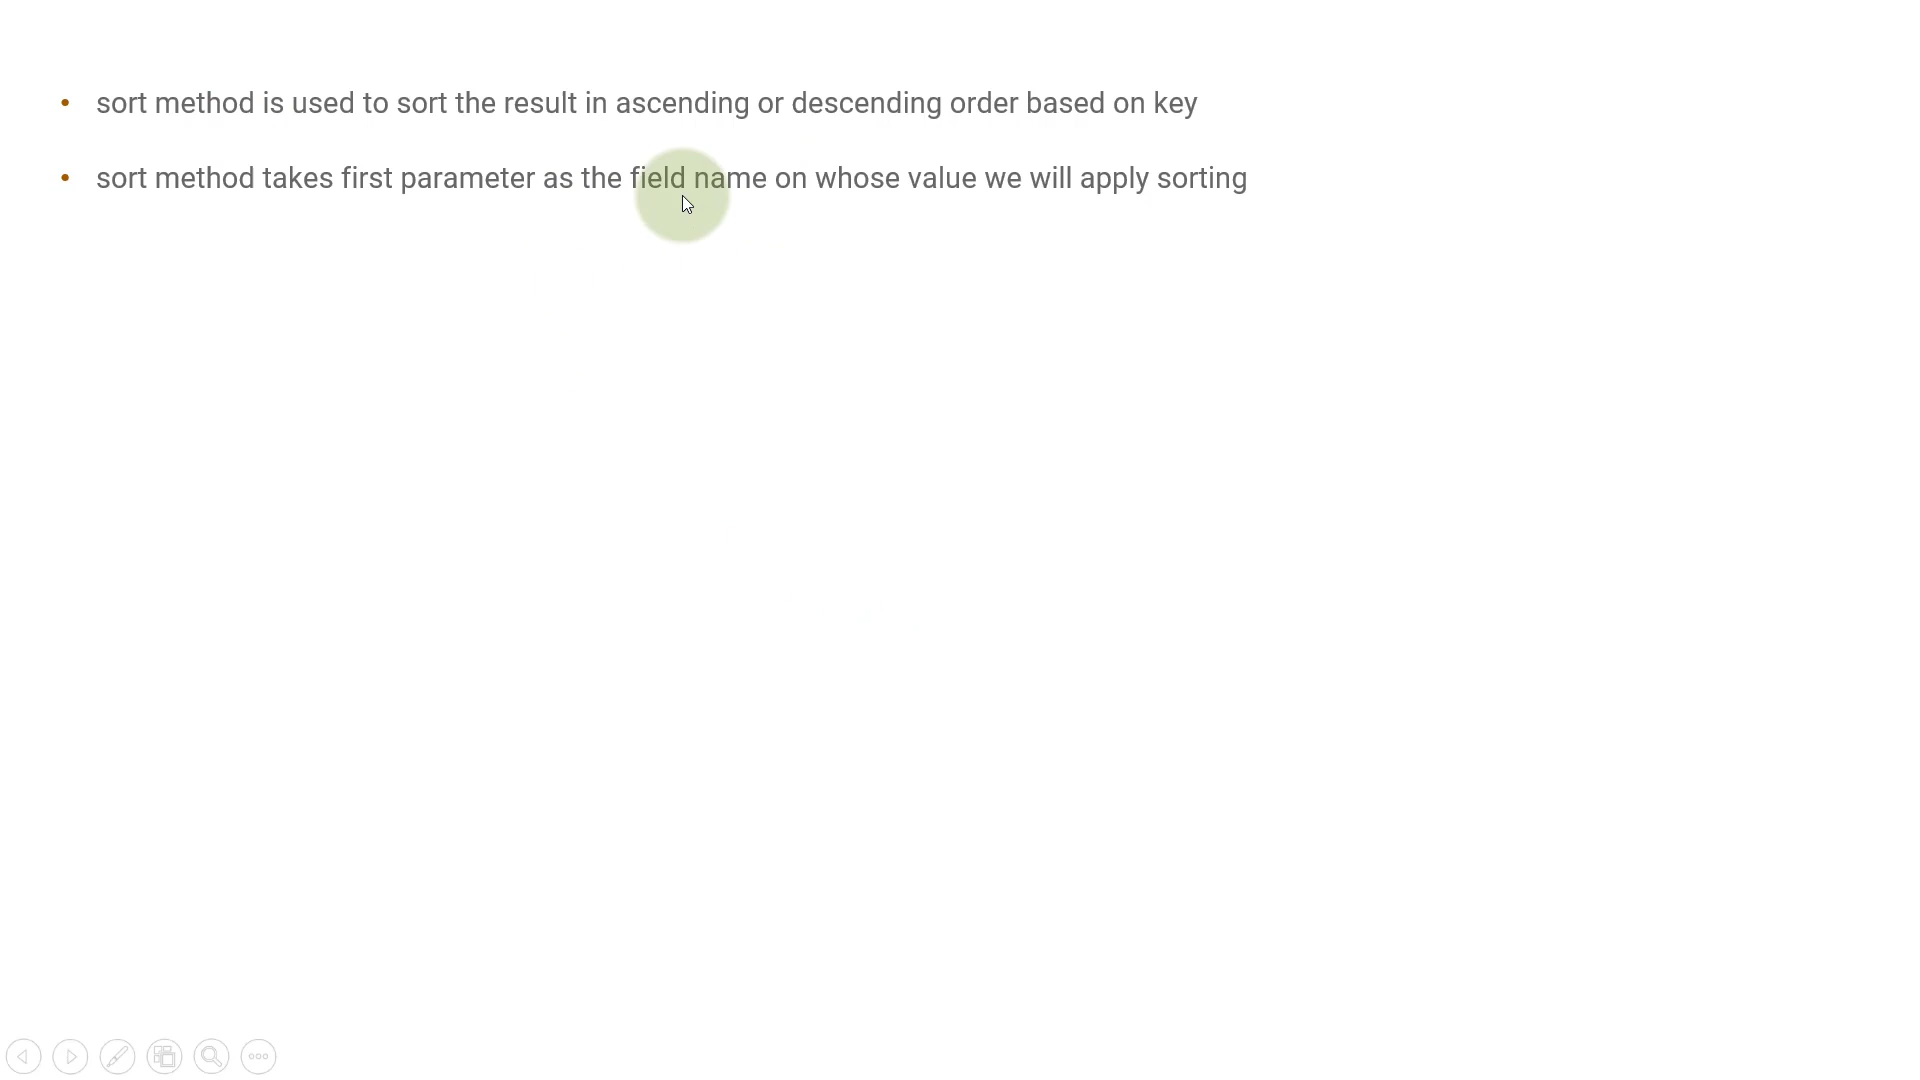 • sort method is used to sort the result in ascending or descending order based on key
• sort method takes first parameter as the field name on whose value we will apply sorting